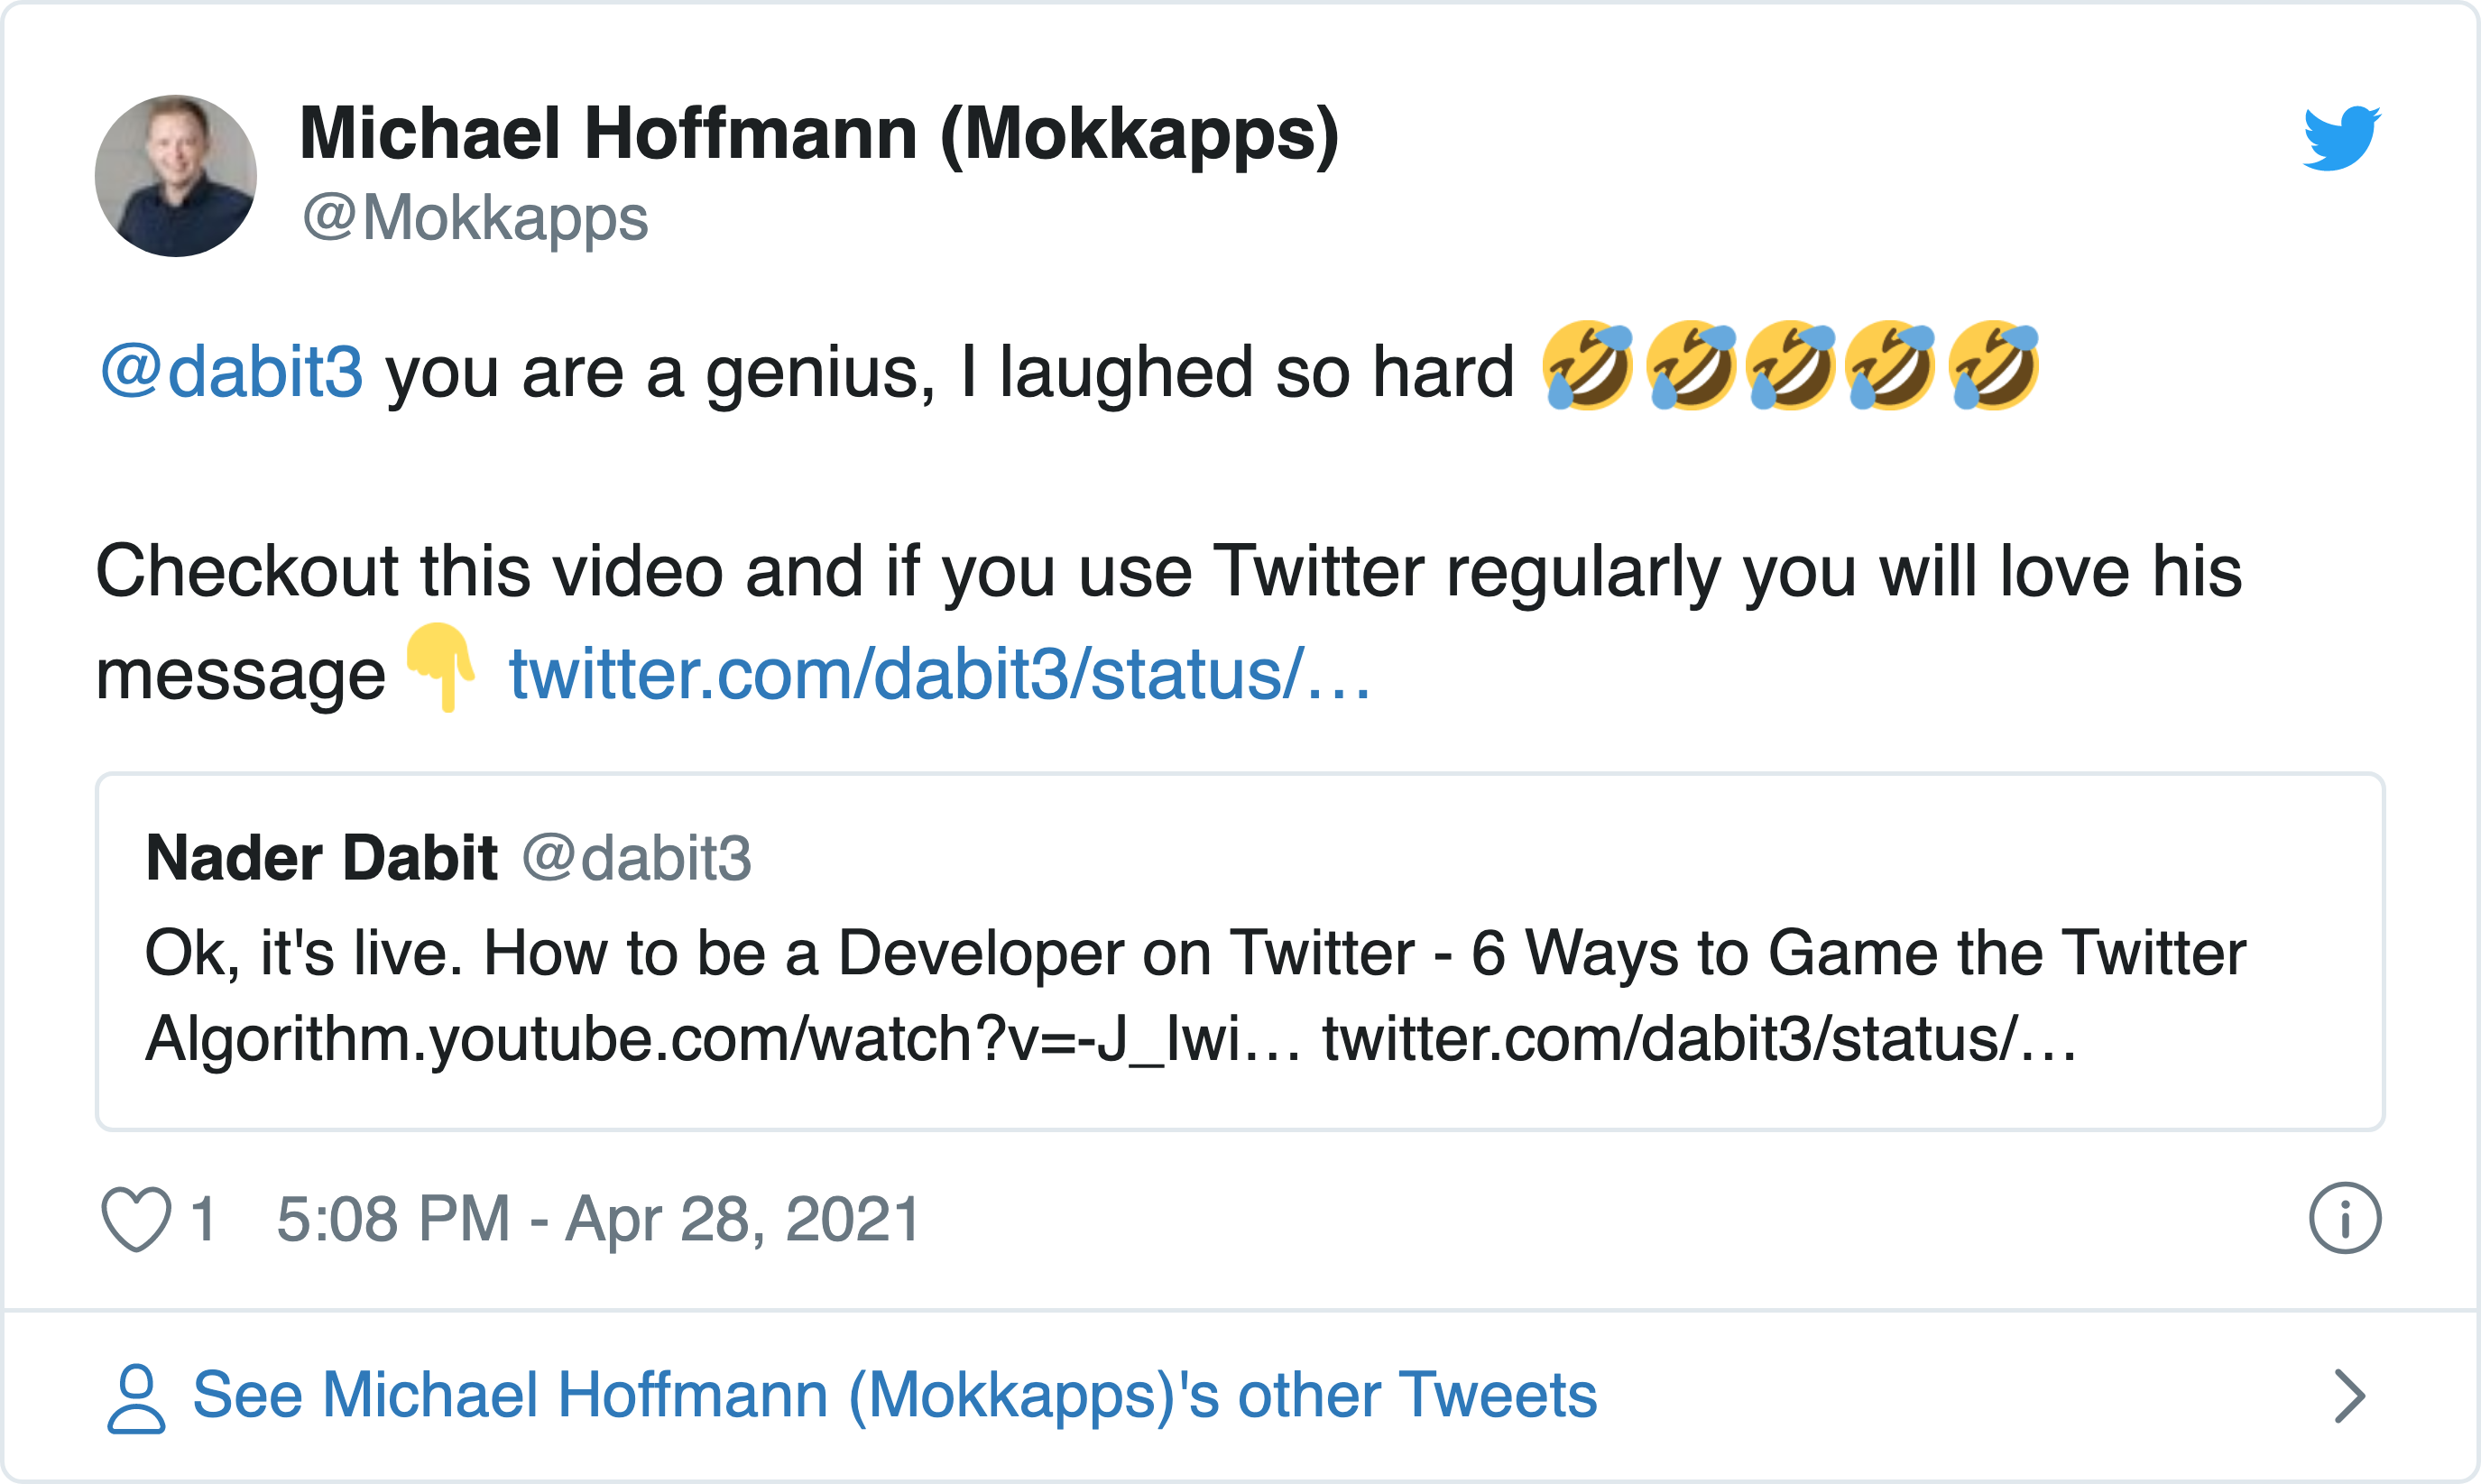 Michael Hoffmann (Mokkapps)
@Mokkapps
@dabit3 you are a genius, I laughed so hard 🤣🤣🤣🤣🤣
Checkout this video and if you use Twitter regularly you will love his
message 👇 twitter.com/dabit3/status/…
Nader Dabit @dabit3
Ok, it's live. How to be a Developer on Twitter - 6 Ways to Game the Twitter
Algorithm.youtube.com/watch?v=-J_Iwi… twitter.com/dabit3/status/…
1 5:08 PM - Apr 28, 2021
See Michael Hoffmann (Mokkapps)'s other Tweets